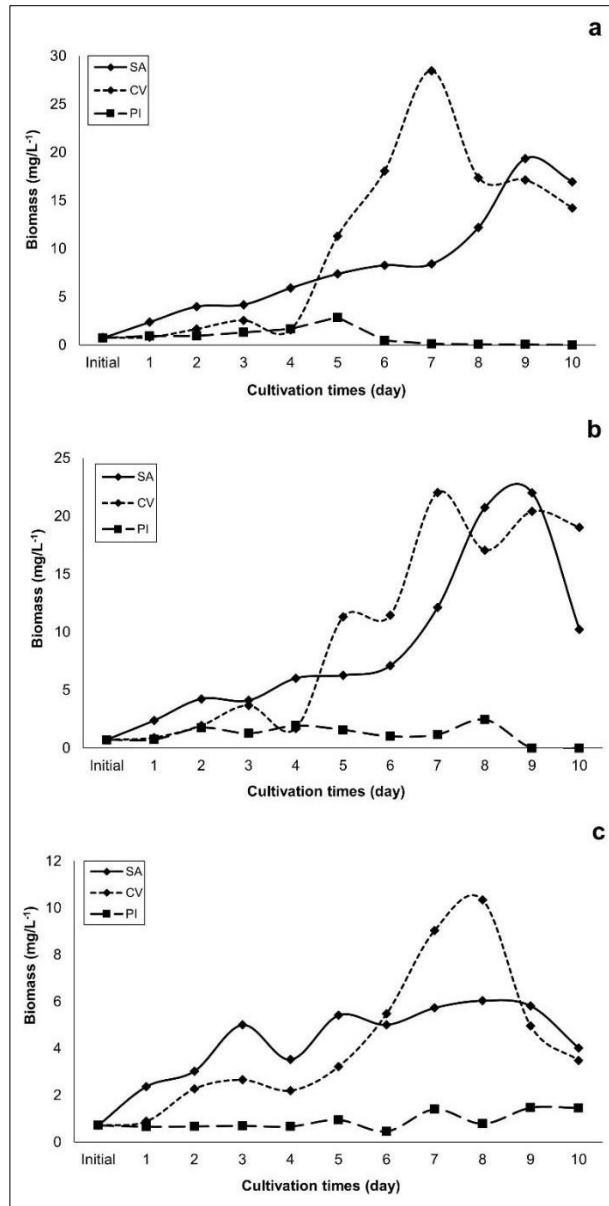 a
30
25
20
15
10
5
0
Biomass (mg/L⁻¹)
SA
CV
PI
Initial 1 2 3 4 5 6 7 8 9 10
Cultivation times (day)
b
25
20
15
10
5
0
Biomass (mg/L⁻¹)
SA
CV
PI
Initial 1 2 3 4 5 6 7 8 9 10
Cultivation times (day)
c
12
10
8
6
4
2
0
Biomass (mg/L⁻¹)
SA
CV
PI
Initial 1 2 3 4 5 6 7 8 9 10
Cultivation times (day)